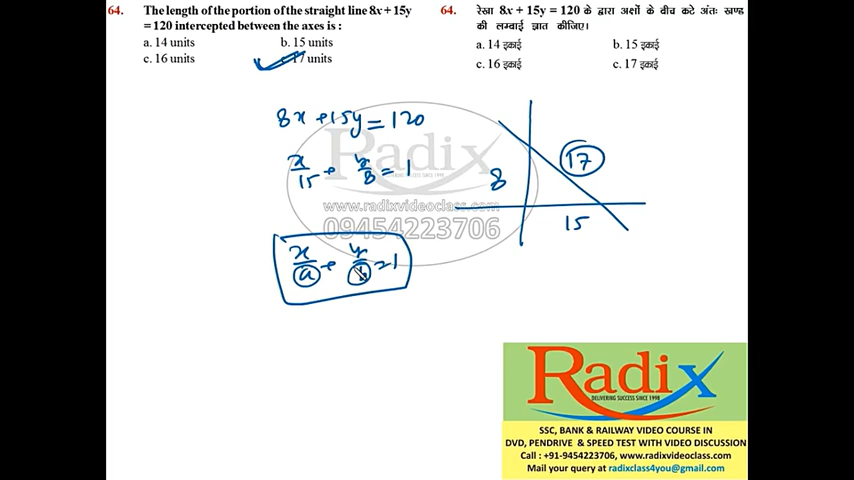 64. The length of the portion of the straight line 8x + 15y
= 120 intercepted between the axes is :
a. 14 units b. 15 units
c. 16 units 17 units
64. रेखा 8x + 15y = 120 के द्वारा अक्षों के बीच कटे अंतः खण्ड
की लम्बाई ज्ञात कीजिए।
a. 14 इकाई b. 15 इकाई
c. 16 इकाई c. 17 इकाई
8x + 15y = 120
x/15 + y/8 = 1
x/a + y/b = 1
8
17
15
Radix
DELIVERING SUCCESS SINCE 1998
www.radixvideoclass.com
09454223706
Radix
DELIVERING SUCCESS SINCE 1998
SSC, BANK & RAILWAY VIDEO COURSE IN
DVD, PENDRIVE & SPEED TEST WITH VIDEO DISCUSSION
Call : +91-9454223706, www.radixvideoclass.com
Mail your query at radixclass4you@gmail.com